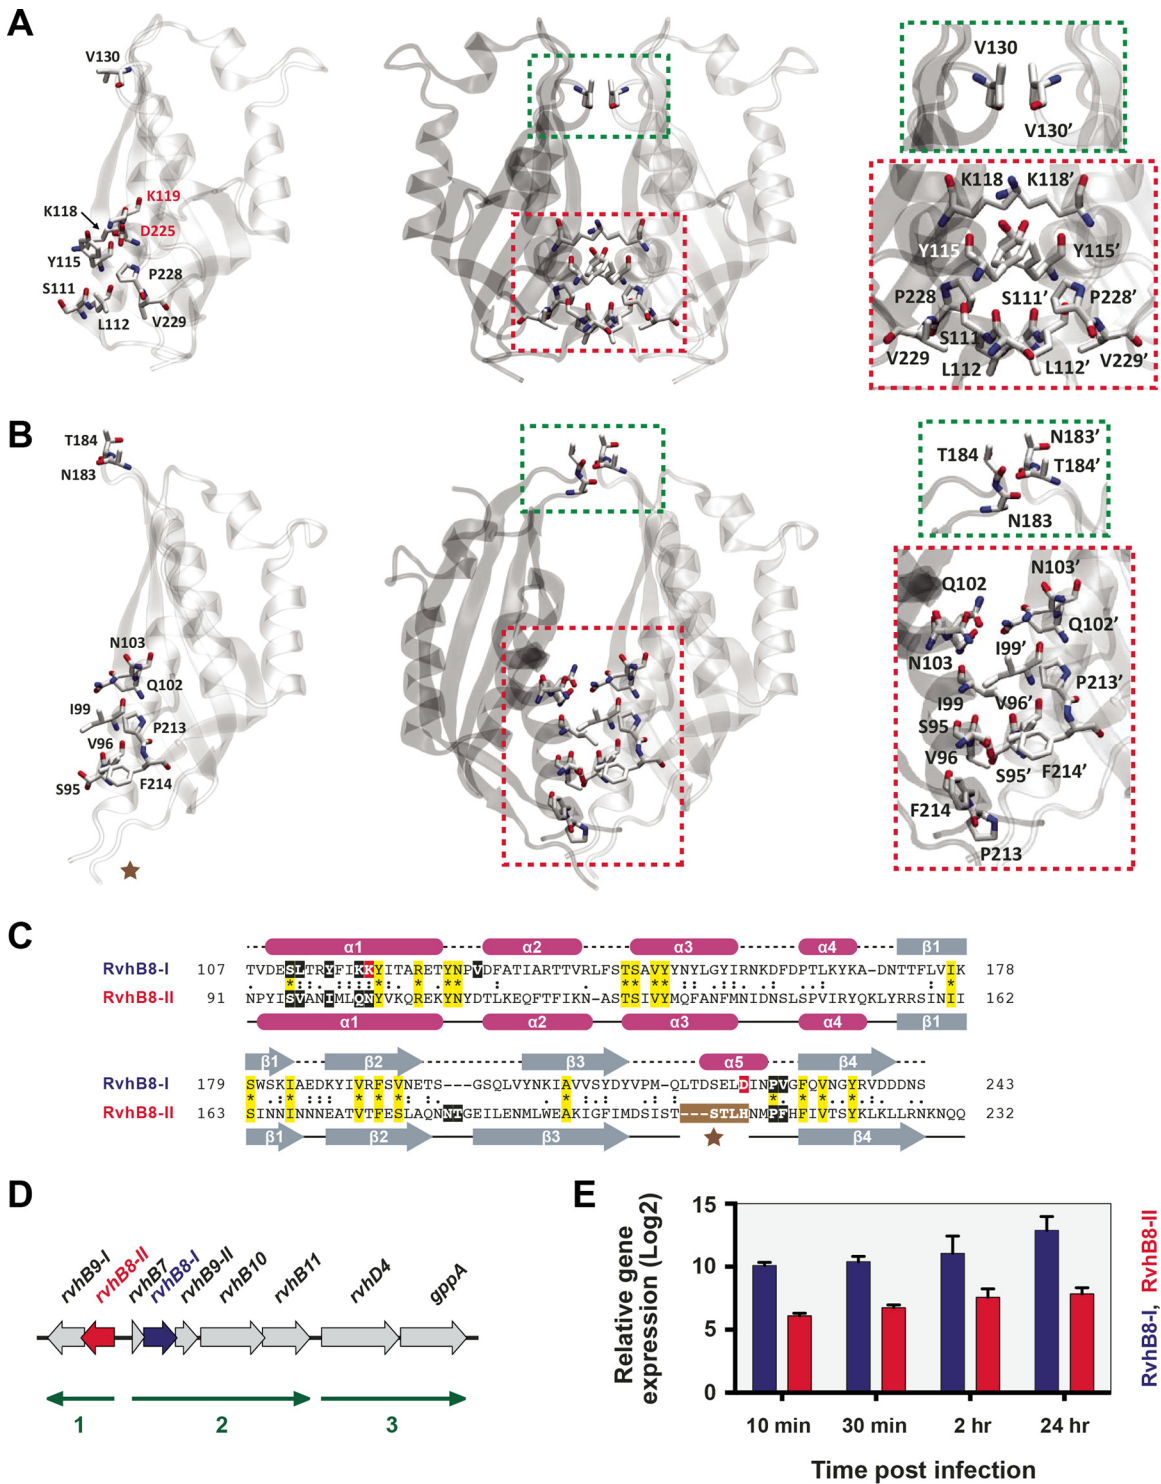 A
V130
K119
K118
D225
Y115
P228
S111
L112
V229
V130
V130'
K118
K118'
Y115
Y115'
P228
S111'
P228'
S111
V229
L112
L112'
V229'
B
T184
N183
N103
Q102
I99
P213
V96
S95
F214
T184
N183'
T184'
N183
Q102
N103'
Q102'
N103
I99'
P213'
I99
V96'
S95
V96
S95'
F214'
F214
P213
C
α1 α2 α3 α4 β1
RvhB8-I 107 TVDESLTRYFIKKYITARETYNPVDFATIARTTVRLFSTSAVYYNYLGYIRNKDFDPTLKYKA-DNTTFLVIK 178
RvhB8-II 91 NPYISVANIMLQNYVKQREKYNYDTLKEQFTFIKN-ASTSIVYMQFANFMNIDNSLSPVIRYQKLYRRSINII 162
α1 α2 α3 α4 β1
β1 β2 β3 α5 β4
RvhB8-I 179 SWSKIAEDKYIVRFSVNETS---GSQLVYNKIAVVSYDYVPM-QLTDSELDINPVGFQVNGYRVDDDNS 243
RvhB8-II 163 SINNINNNEATVTFESLAQNNTGEILENMLWEAKIGFIMDSIST---STLHNMPFHFIVTSYKLKLLRNKNQQ 232
β1 β2 β3 β4
D
rvhB9-I rvhB8-II rvhB7 rvhB8-I rvhB9-II rvhB10 rvhB11 rvhD4 gppA
1 2 3
E
Relative gene
expression (Log2)
15
10
5
0
10 min 30 min 2 hr 24 hr
Time post infection
RvhB8-I, RvhB8-II